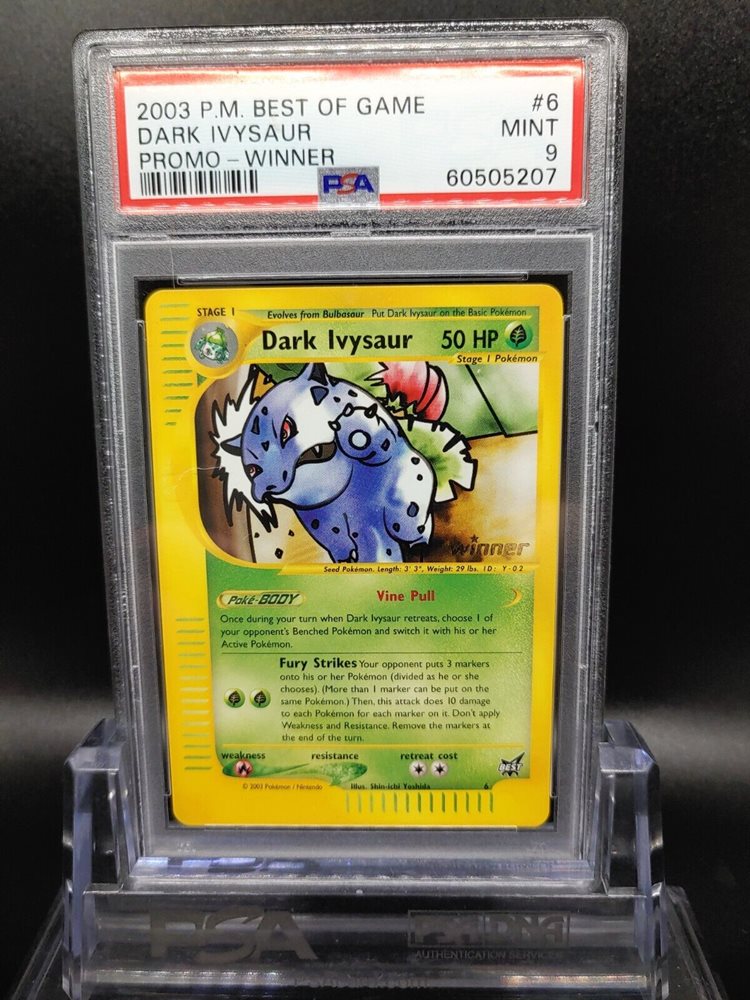 2003 P.M. BEST OF GAME #6
DARK IVYSAUR MINT
PROMO - WINNER 9
PSA 60505207
STAGE 1 Evolves from Bulbasaur Put Dark Ivysaur on the Basic Pokémon
Dark Ivysaur 50 HP
Stage 1 Pokémon
winner
Seed Pokémon. Length: 3' 3", Weight: 29 lbs. ID: Y-02
Poké-BODY Vine Pull
Once during your turn when Dark Ivysaur retreats, choose 1 of
your opponent's Benched Pokémon and switch it with his or her
Active Pokémon.
Fury Strikes Your opponent puts 3 markers
onto his or her Pokémon (divided as he or she
chooses). (More than 1 marker can be put on the
same Pokémon.) Then, this attack does 10 damage
to each Pokémon for each marker on it. Don't apply
Weakness and Resistance. Remove the markers at
the end of the turn.
weakness resistance retreat cost
BEST
© 2003 Pokémon / Nintendo Illus. Shin-ichi Yoshida 6
PSA PSA/DNA
AUTHENTICATION SERVICES